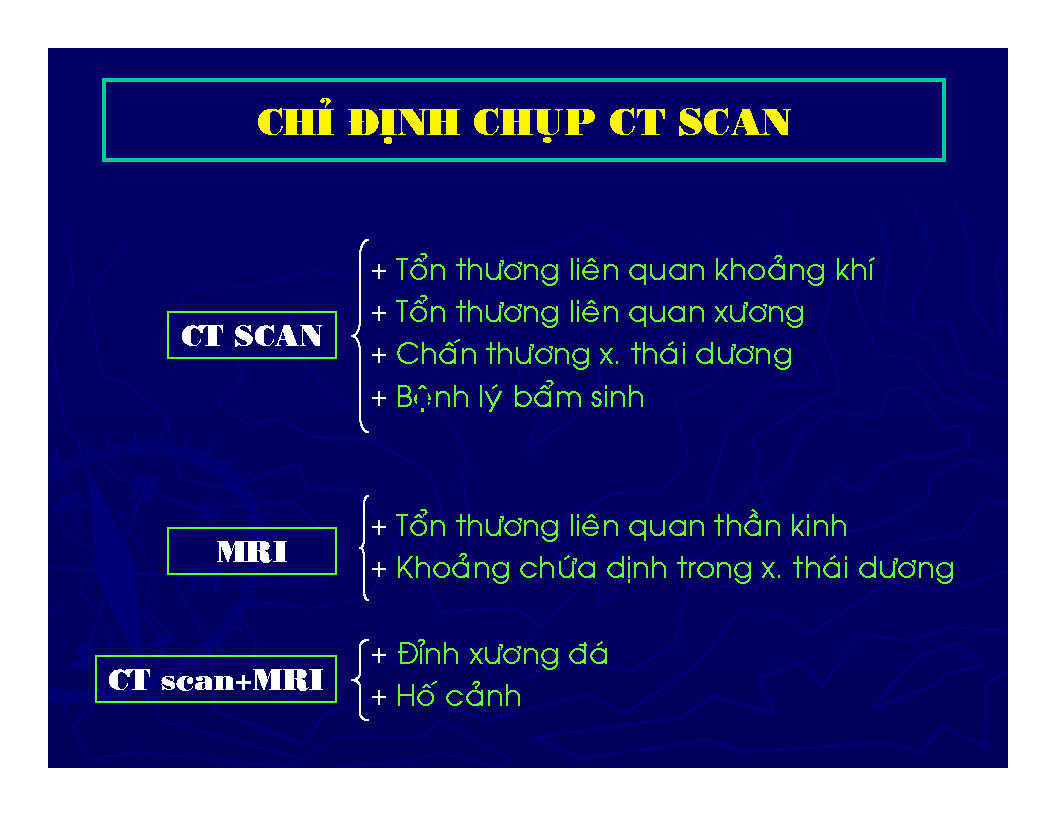 CHỈ ĐỊNH CHỤP CT SCAN
CT SCAN
+ Tổn thương liên quan khoảng khí
+ Tổn thương liên quan xương
+ Chấn thương x. thái dương
+ Bệnh lý bẩm sinh
MRI
+ Tổn thương liên quan thần kinh
+ Khoảng chứa dịnh trong x. thái dương
CT scan+MRI
+ Đỉnh xương đá
+ Hố cảnh